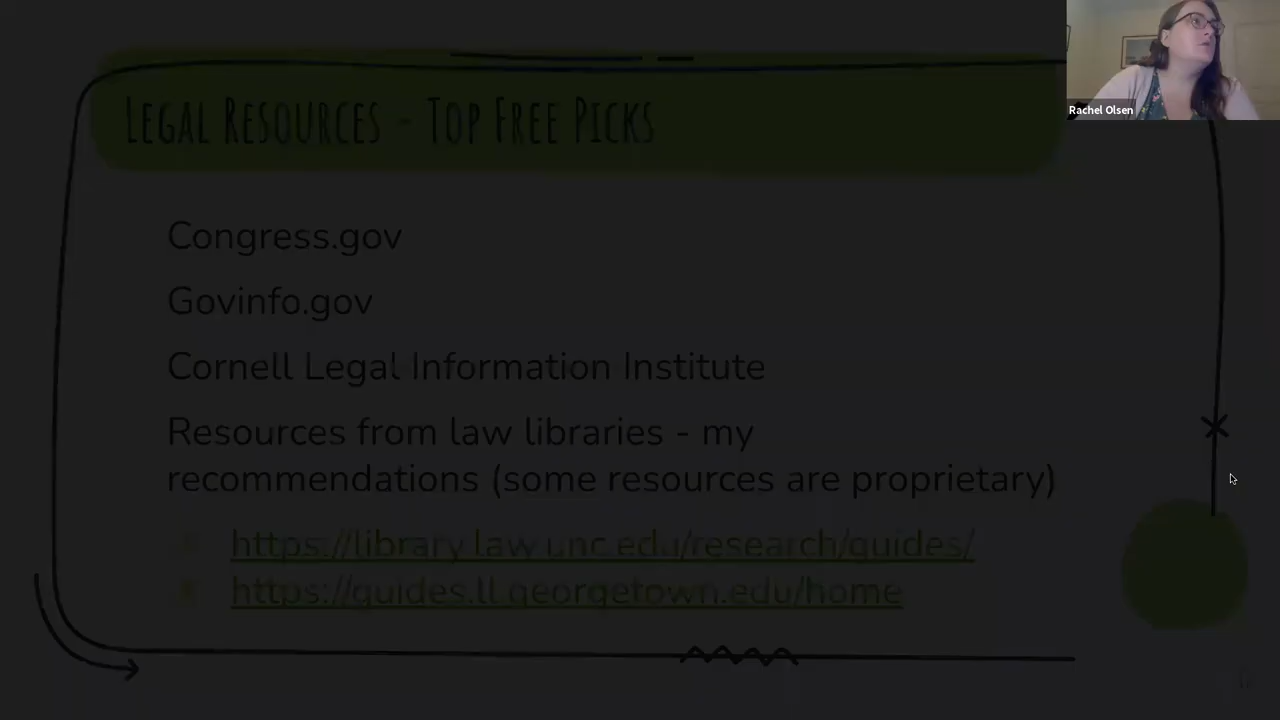 Legal Resources - Top Free Picks
Rachel Olsen
Congress.gov
Govinfo.gov
Cornell Legal Information Institute
Resources from law libraries - my
recommendations (some resources are proprietary)
https://library.law.unc.edu/research/guides/
https://guides.ll.georgetown.edu/home